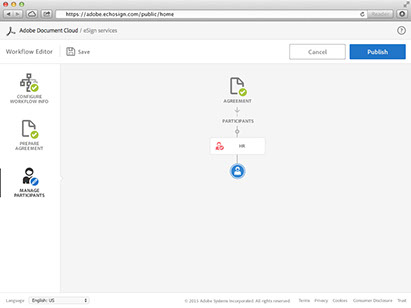 https://adobe.echosign.com/public/home
Reader
Adobe Document Cloud / eSign services
Workflow Editor
Save
Cancel
Publish
CONFIGURE
WORKFLOW INFO
PREPARE
AGREEMENT
MANAGE
PARTICIPANTS
AGREEMENT
PARTICIPANTS
HR
Language
English: US
Adobe Systems Incorporated. All rights reserved.
Terms
Privacy
Cookies
Consumer Disclosure
Trust